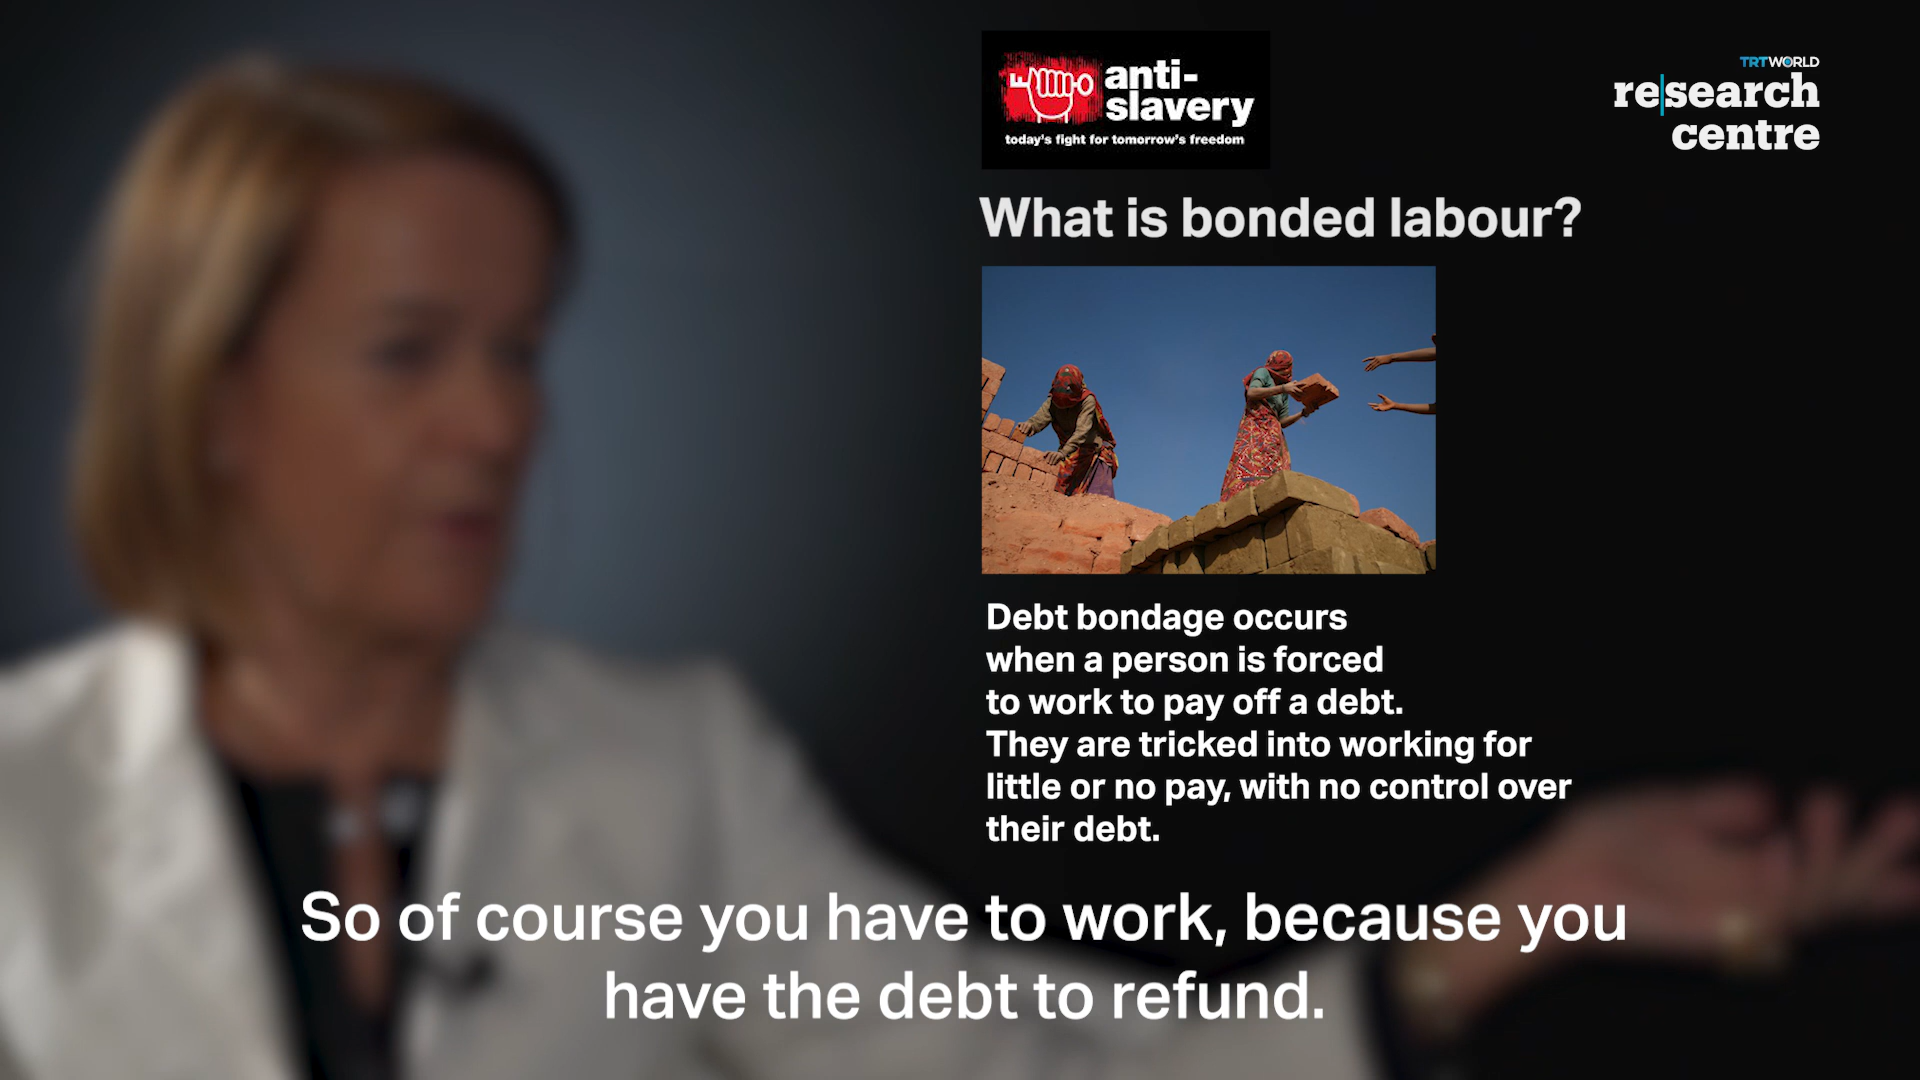 anti-
slavery
today's fight for tomorrow's freedom
TRTWORLD
research
centre
What is bonded labour?
Debt bondage occurs
when a person is forced
to work to pay off a debt.
They are tricked into working for
little or no pay, with no control over
their debt.
So of course you have to work, because you
have the debt to refund.